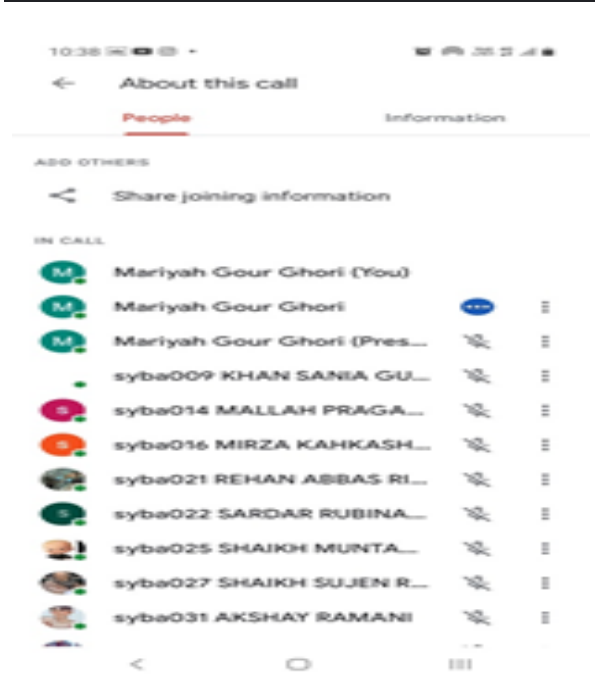 10:38
About this call
People Information
ADD OTHERS
Share joining information
IN CALL
M Mariyah Gour Ghori (You)
M Mariyah Gour Ghori
M Mariyah Gour Ghori (Pres...
syba009 KHAN SANIA GU...
S syba014 MALLAH PRAGA...
S syba016 MIRZA KAHKASH...
syba021 REHAN ABBAS RI...
S syba022 SARDAR RUBINA...
syba025 SHAIKH MUNTA...
syba027 SHAIKH SUJEN R...
syba031 AKSHAY RAMANI